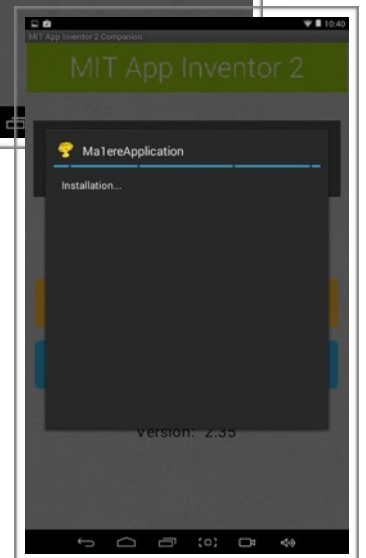 10:40
MIT App Inventor 2 Companion
MIT App Inventor 2
Ma1ereApplication
Installation...
Version: 2.35